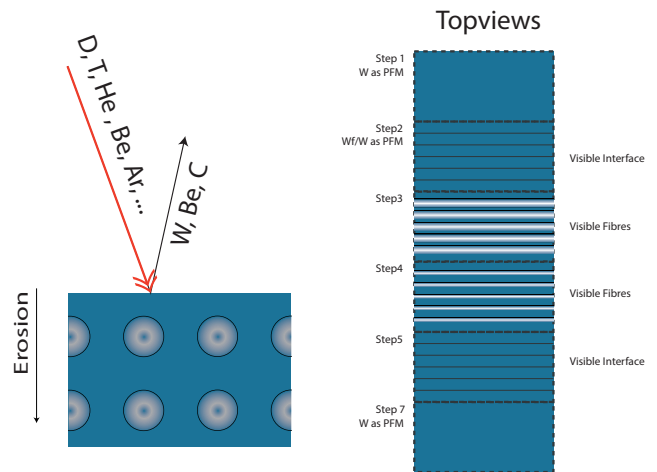 Topviews
D, T, He , Be, Ar, ...
W, Be, C
Erosion
Step 1
W as PFM
Step2
Wf/W as PFM
Visible Interface
Step3
Visible Fibres
Step4
Visible Fibres
Step5
Visible Interface
Step 7
W as PFM